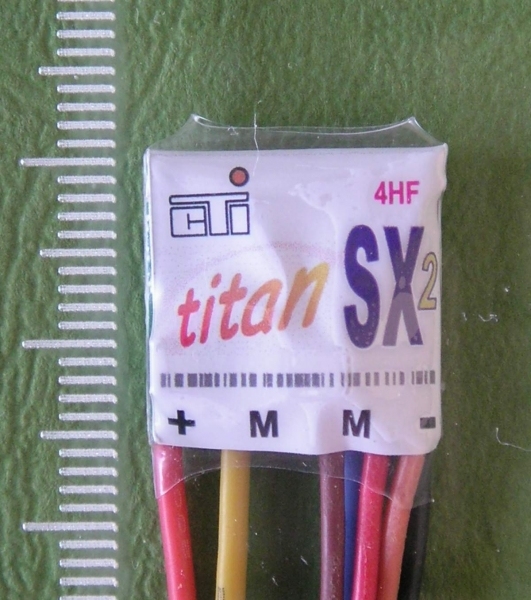 4HF
CTi
titan SX2
+ M M -